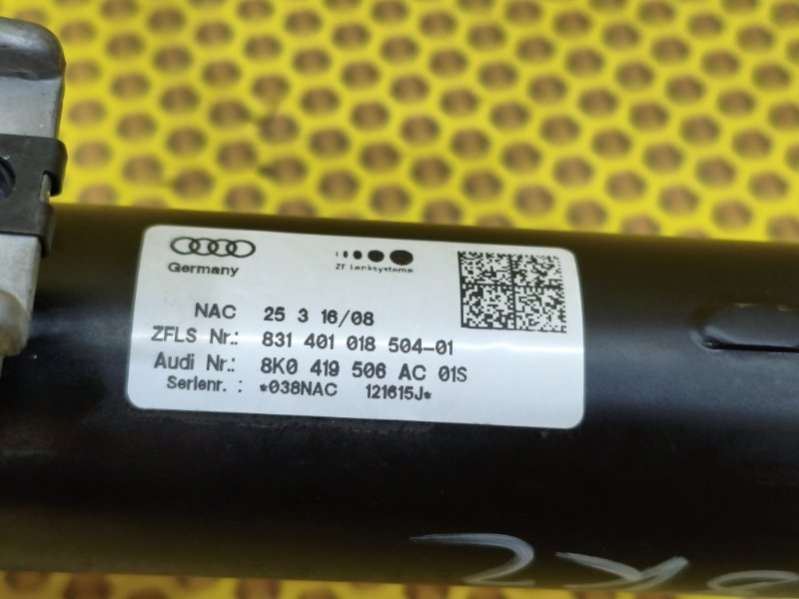 Germany
ZF Lenksysteme
NAC 25 3 16/08
ZFLS Nr.: 831 401 018 504-01
Audi Nr.: 8K0 419 506 AC 01S
Serienr. : *038NAC 121615J*